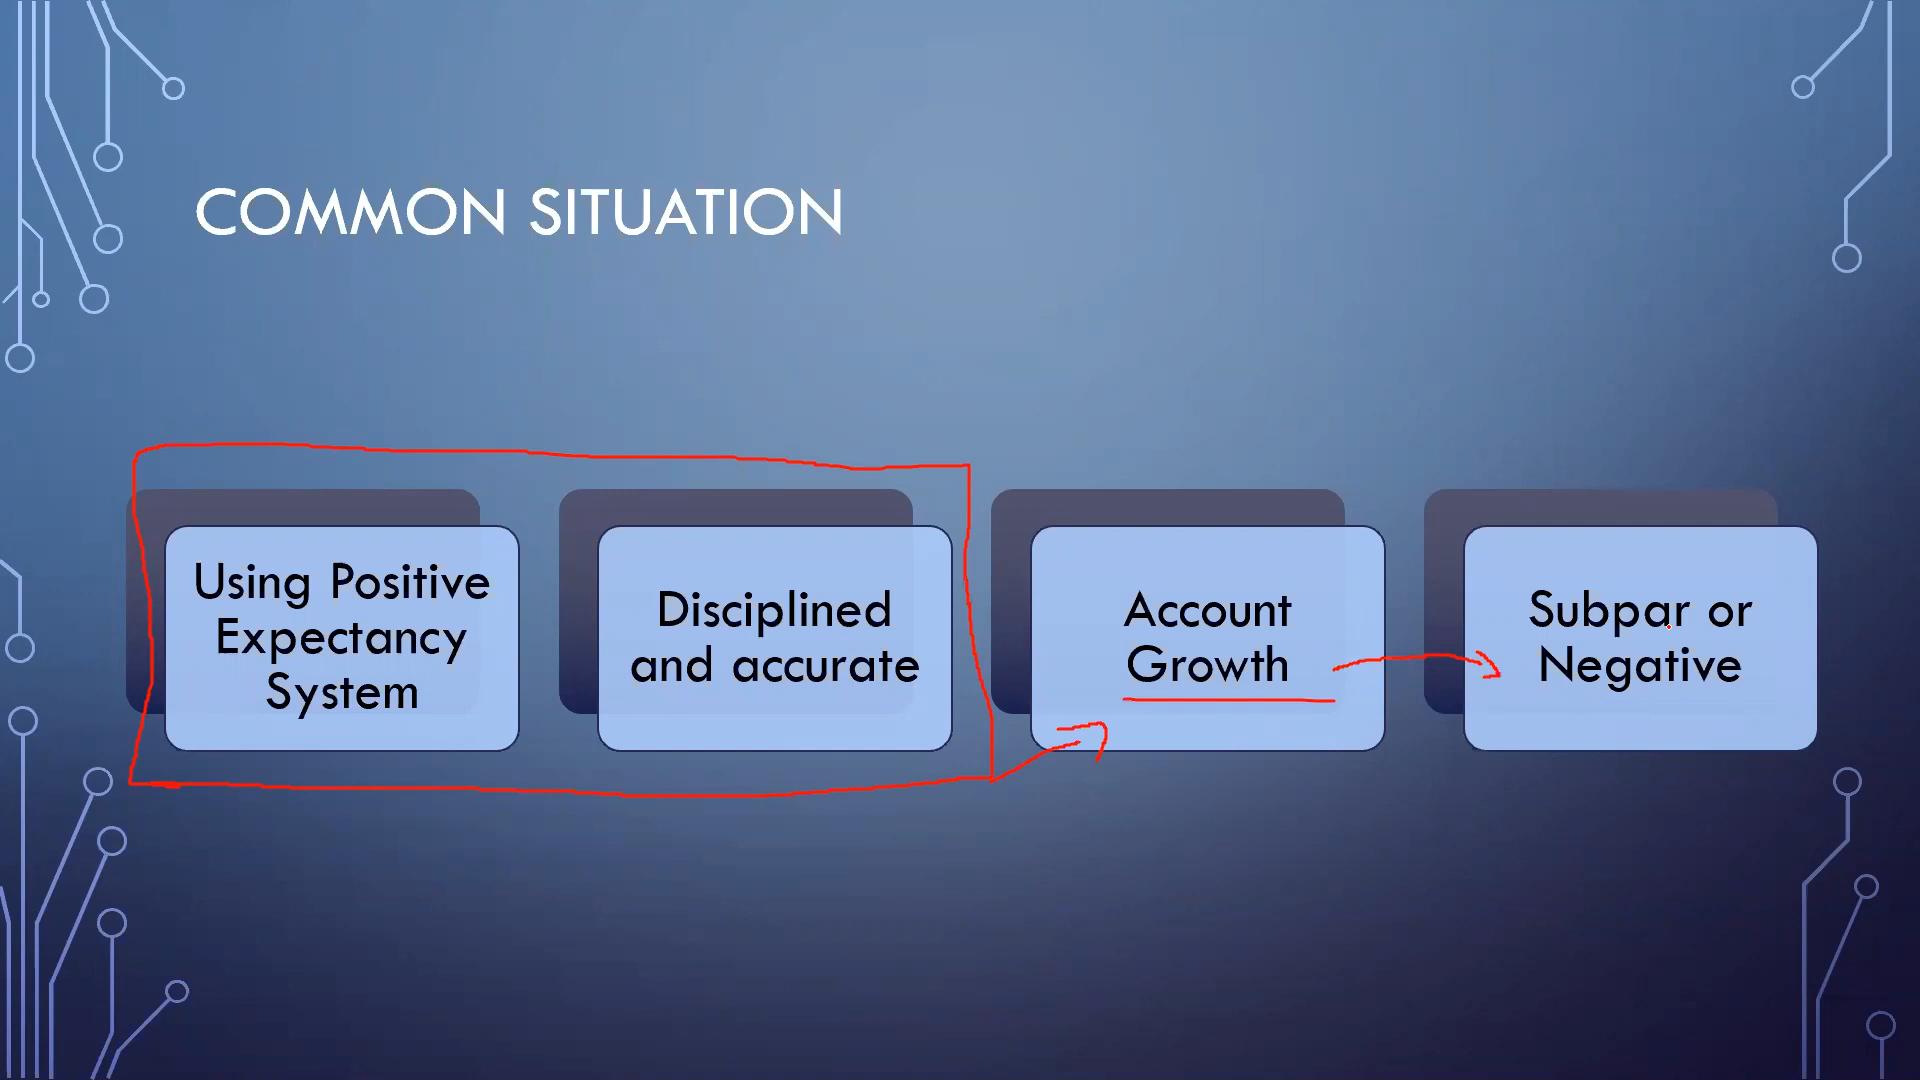 COMMON SITUATION
Using Positive
Expectancy
System
Disciplined
and accurate
Account
Growth
Subpar or
Negative